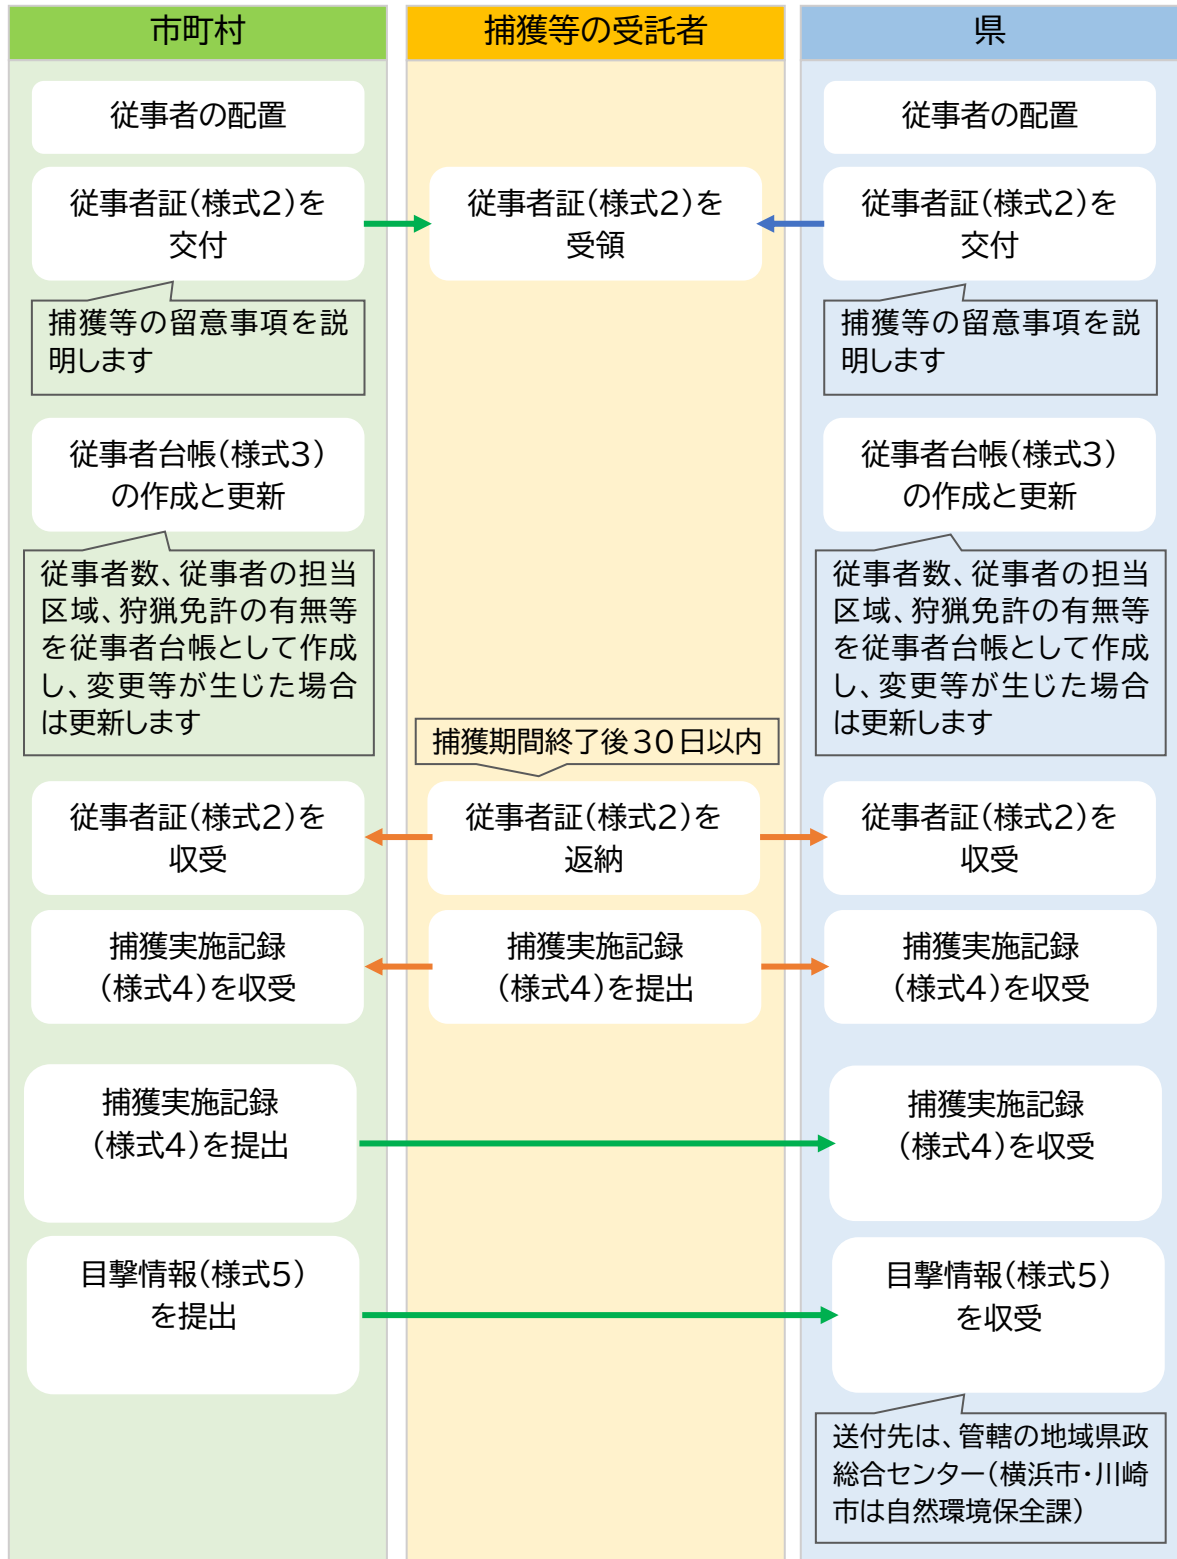 市町村
捕獲等の受託者
県
従事者の配置
従事者の配置
従事者証(様式2)を
交付
従事者証(様式2)を
受領
従事者証(様式2)を
交付
捕獲等の留意事項を説
明します
捕獲等の留意事項を説
明します
従事者台帳(様式3)
の作成と更新
従事者台帳(様式3)
の作成と更新
従事者数、従事者の担当
区域、狩猟免許の有無等
を従事者台帳として作成
し、変更等が生じた場合
は更新します
従事者数、従事者の担当
区域、狩猟免許の有無等
を従事者台帳として作成
し、変更等が生じた場合
は更新します
捕獲期間終了後30日以内
従事者証(様式2)を
収受
従事者証(様式2)を
返納
従事者証(様式2)を
収受
捕獲実施記録
(様式4)を収受
捕獲実施記録
(様式4)を提出
捕獲実施記録
(様式4)を収受
捕獲実施記録
(様式4)を提出
捕獲実施記録
(様式4)を収受
目撃情報(様式5)
を提出
目撃情報(様式5)
を収受
送付先は、管轄の地域県政
総合センター(横浜市・川崎
市は自然環境保全課)